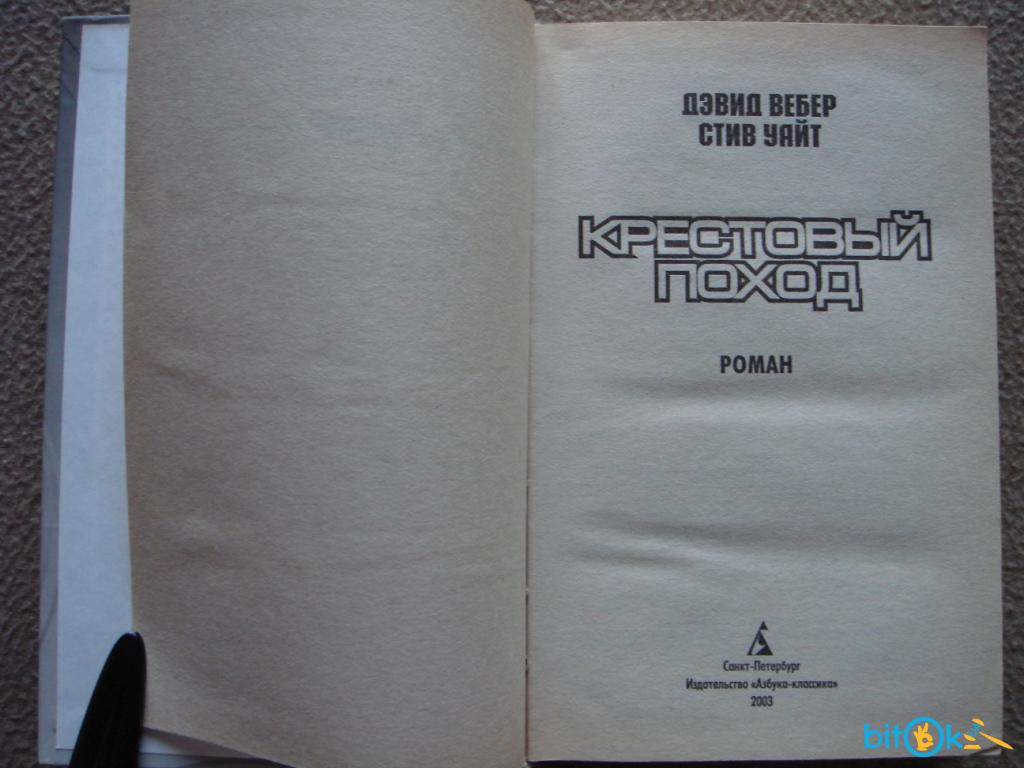 ДЭВИД ВЕБЕР
СТИВ УАЙТ
КРЕСТОВЫЙ
ПОХОД
РОМАН
Санкт-Петербург
Издательство «Азбука-классика»
2003
bitOk